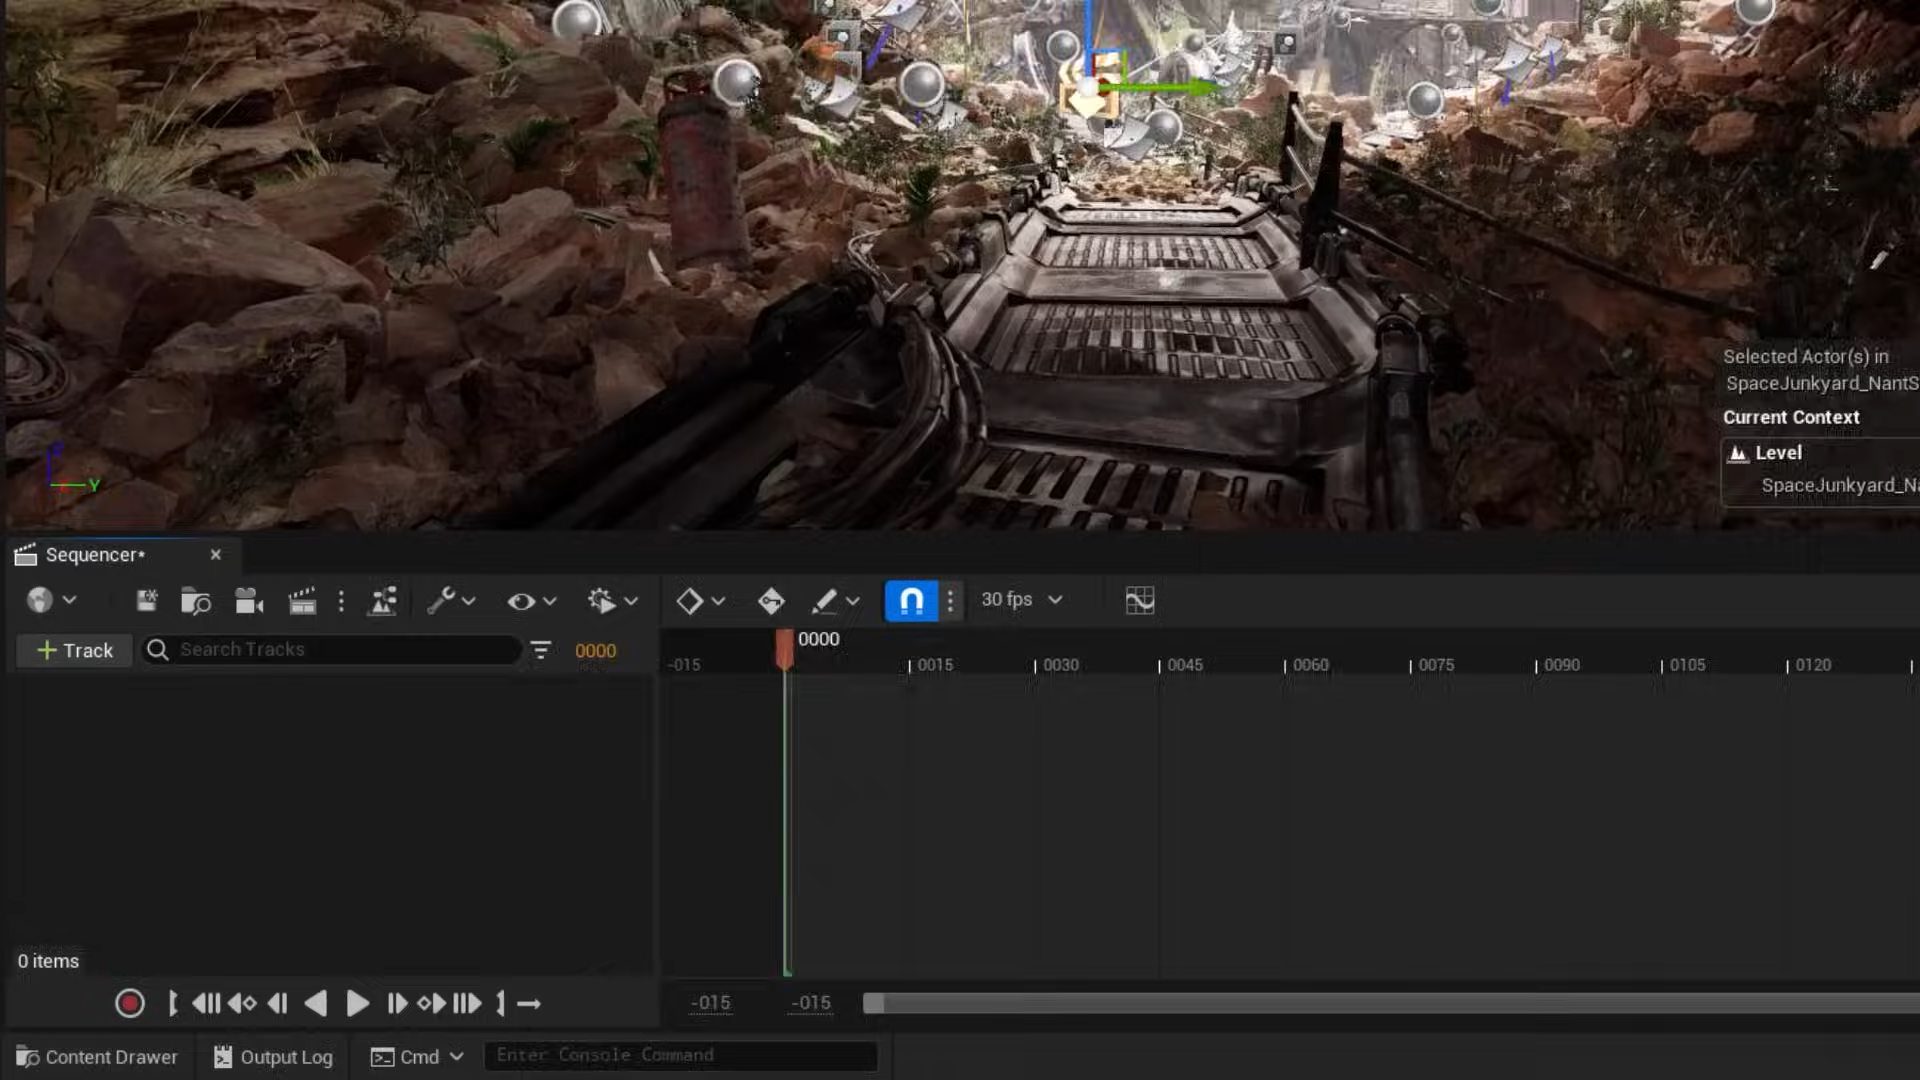 Selected Actor(s) in
SpaceJunkyard_NantS
Current Context
Level
SpaceJunkyard_Na
Y
Sequencer*
30 fps
Track
Search Tracks
0000
0000
-015
0015
0030
0045
0060
0075
0090
0105
0120
0 items
-015
-015
Content Drawer
Output Log
Cmd
Enter Console Command